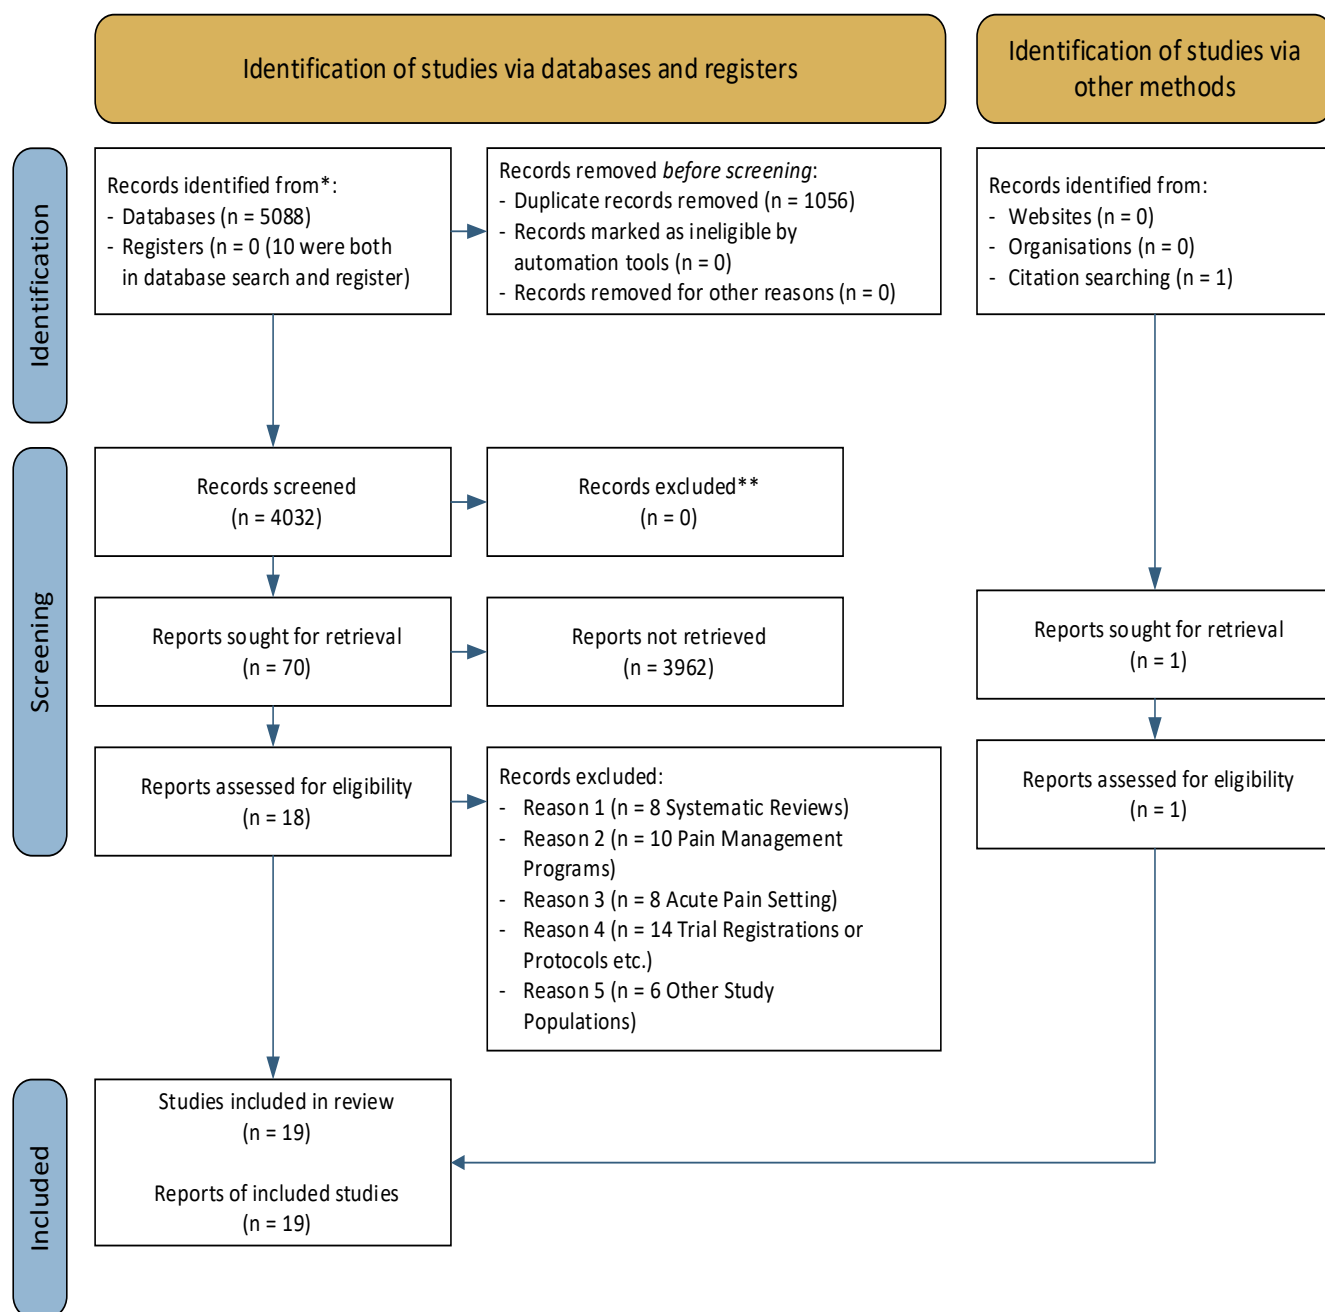 Identification of studies via databases and registers
Identification of studies via
other methods
Identification
Records identified from*:
- Databases (n = 5088)
- Registers (n = 0 (10 were both
in database search and register)
Records removed before screening:
- Duplicate records removed (n = 1056)
- Records marked as ineligible by
automation tools (n = 0)
- Records removed for other reasons (n = 0)
Records identified from:
- Websites (n = 0)
- Organisations (n = 0)
- Citation searching (n = 1)
Screening
Records screened
(n = 4032)
Records excluded**
(n = 0)
Reports sought for retrieval
(n = 70)
Reports not retrieved
(n = 3962)
Reports sought for retrieval
(n = 1)
Reports assessed for eligibility
(n = 18)
Records excluded:
- Reason 1 (n = 8 Systematic Reviews)
- Reason 2 (n = 10 Pain Management
Programs)
- Reason 3 (n = 8 Acute Pain Setting)
- Reason 4 (n = 14 Trial Registrations or
Protocols etc.)
- Reason 5 (n = 6 Other Study
Populations)
Reports assessed for eligibility
(n = 1)
Included
Studies included in review
(n = 19)
Reports of included studies
(n = 19)